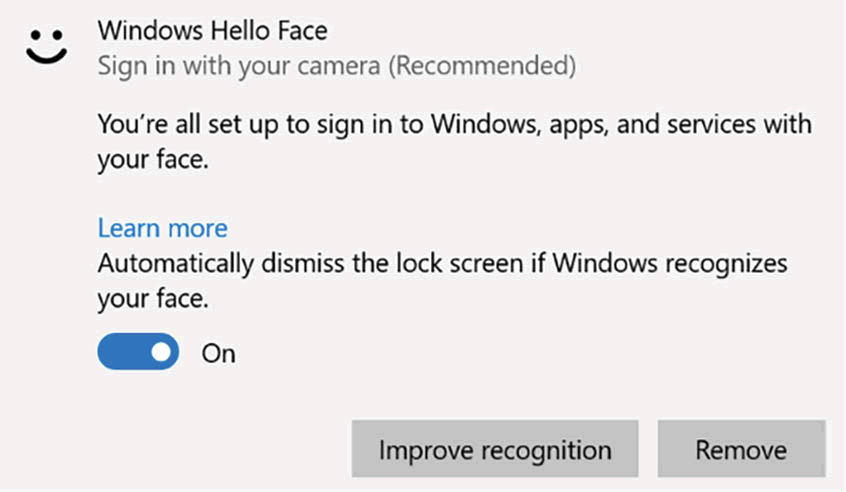 Windows Hello Face
Sign in with your camera (Recommended)
You're all set up to sign in to Windows, apps, and services with
your face.
Learn more
Automatically dismiss the lock screen if Windows recognizes
your face.
On
Improve recognition
Remove